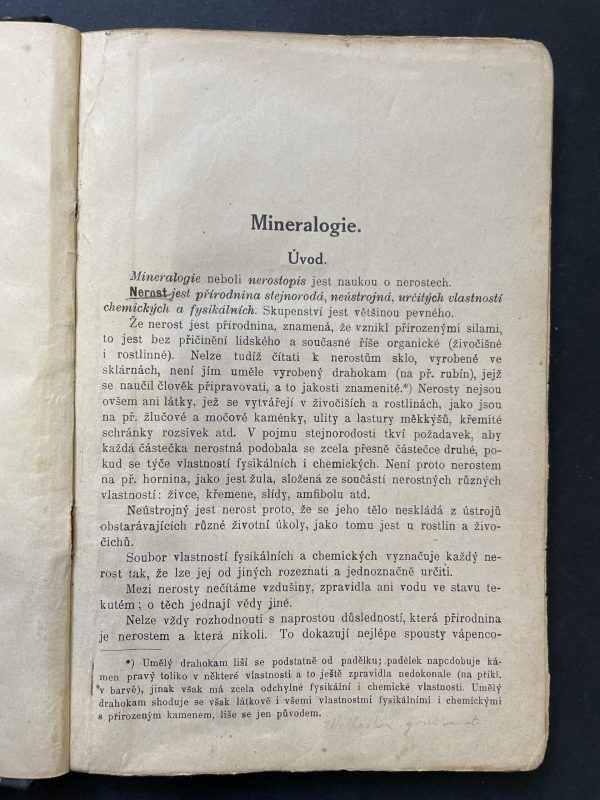 Mineralogie.
Úvod.
Mineralogie neboli nerostopis jest naukou o nerostech.
Nerost jest přírodnina stejnorodá, neústrojná, určitých vlastností
chemických a fysikálních. Skupenství jest většinou pevného.
Že nerost jest přírodnina, znamená, že vznikl přirozenými silami,
to jest bez přičinění lidského a současné říše organické (živočišné
i rostlinné). Nelze tudíž čítati k nerostům sklo, vyrobené ve
sklárnách, není jím uměle vyrobený drahokam (na př. rubín), jejž
se naučil člověk připravovati, a to jakosti znamenité.*) Nerosty nejsou
ovšem ani látky, jež se vytvářejí v živočišich a rostlinách, jako jsou
na př. žlučové a močové kaménky, ulity a lastury měkkýšů, křemité
schránky rozsivek atd. V pojmu stejnorodosti tkví požadavek, aby
každá částečka nerostná podobala se zcela přesně částečce druhé, po-
kud se týče vlastností fysikálních i chemických. Není proto nerostem
na př. hornina, jako jest žula, složená ze součástí nerostných různých
vlastností: živce, křemene, slídy, amfibolu atd.
Neústrojný jest nerost proto, že se jeho tělo neskládá z ústrojů
obstarávajících různé životní úkoly, jako tomu jest u rostlin a živo-
čichů.
Soubor vlastností fysikálních a chemických vyznačuje každý ne-
rost tak, že lze jej od jiných rozeznati a jednoznačně určiti.
Mezi nerosty nečítáme vzdušiny, zpravidla ani vodu ve stavu te-
kutém; o těch jednají vědy jiné.
Nelze vždy rozhodnouti s naprostou důsledností, která přírodnina
je nerostem a která nikoli. To dokazují nejlépe spousty vápenco-
*) Umělý drahokam liší se podstatně od padělku; padělek napodobuje ká-
men pravý toliko v některé vlastnosti a to ještě zpravidla nedokonale (na příkl.
v barvě), jinak však má zcela odchylné fysikální i chemické vlastnosti. Umělý
drahokam shoduje se však látkově i všemi vlastnostmi fysikálními i chemickými
s přirozeným kamenem, liše se jen původem.